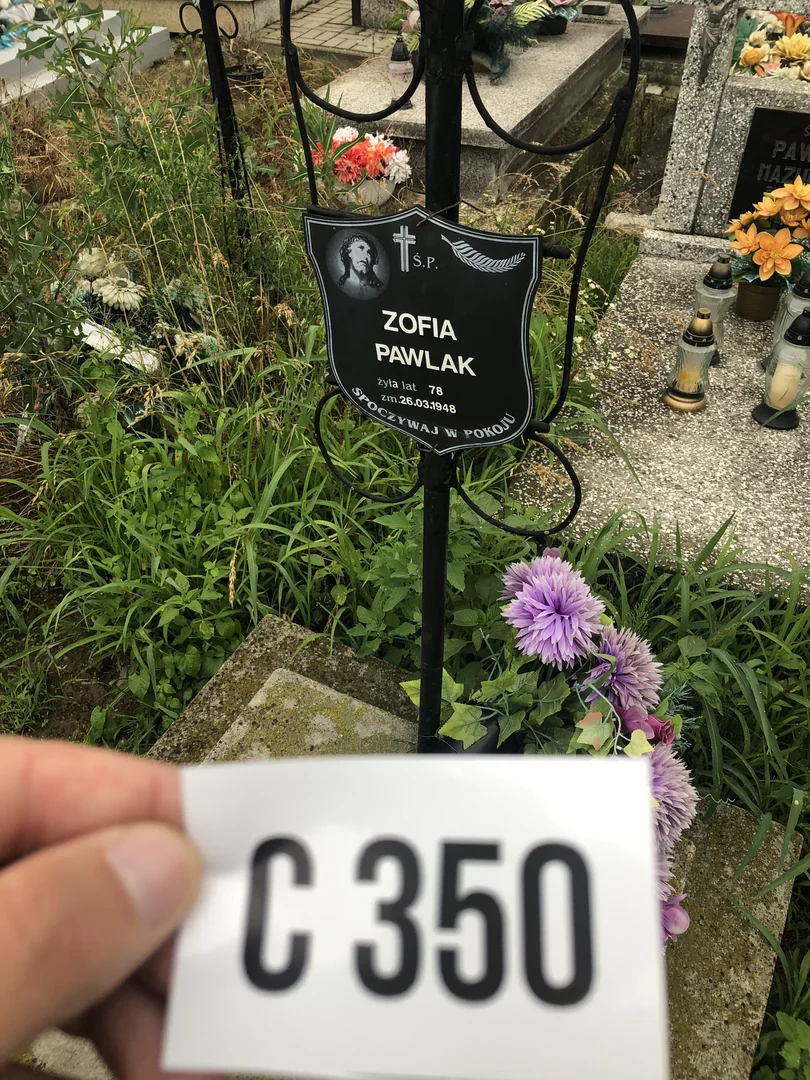 Ś.P.
ZOFIA
PAWLAK
żyła lat 78
zm.26.03.1948
SPOCZYWAJ W POKOJU
C 350